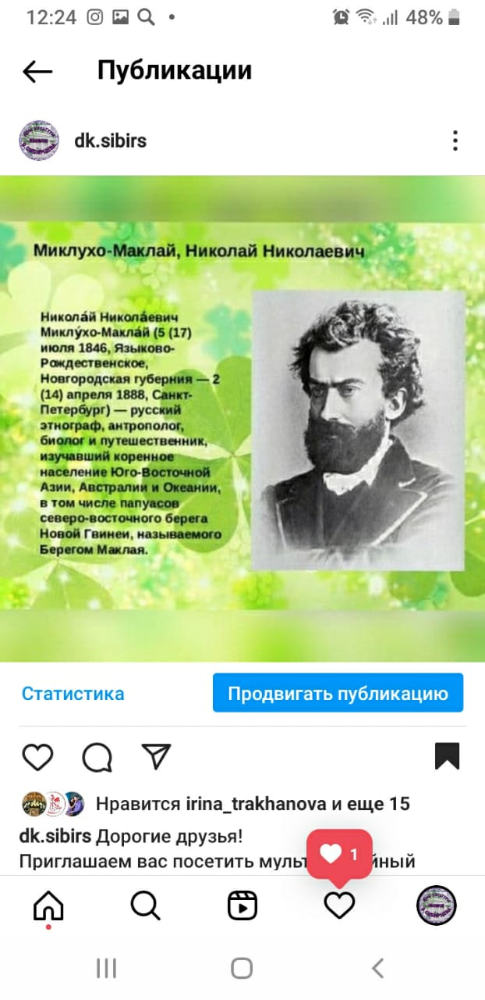 12:24
48%
Публикации
dk.sibirs
Миклухо-Маклай, Николай Николаевич
Никола́й Никола́евич
Миклу́хо-Макла́й (5 (17)
июля 1846, Языково-
Рождественское,
Новгородская губерния — 2
(14) апреля 1888, Санкт-
Петербург) — русский
этнограф, антрополог,
биолог и путешественник,
изучавший коренное
население Юго-Восточной
Азии, Австралии и Океании,
в том числе папуасов
северо-восточного берега
Новой Гвинеи, называемого
Берегом Маклая.
Статистика
Продвигать публикацию
Нравится irina_trakhanova и еще 15
dk.sibirs Дорогие друзья!
Приглашаем вас посетить
1